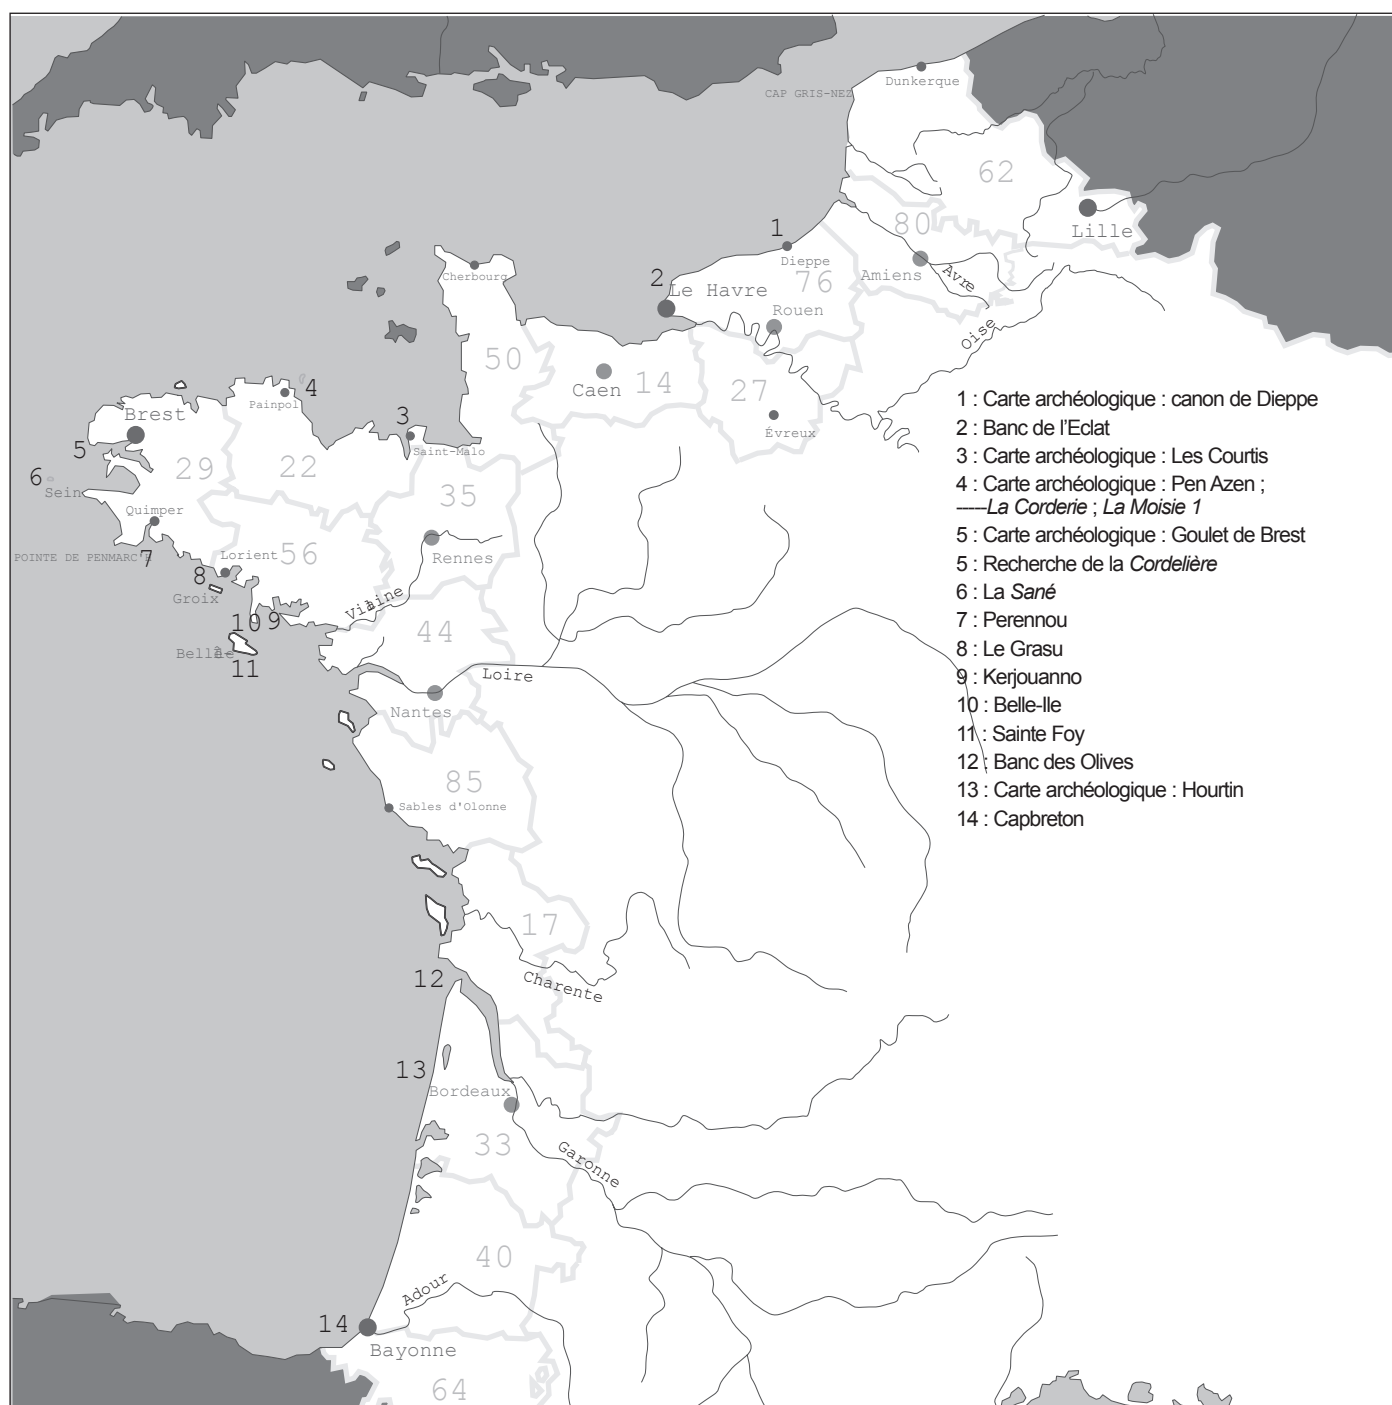 Dunkerque
CAP GRIS-NEZ
62
80
Lille
1
Dieppe
Cherbourg
Amiens
Avre
2
Le Havre
76
Rouen
Oise
50
Caen
14
27
Évreux
4
Painpol
Brest
3
Saint-Malo
5
29
22
6
Sein
35
Quimper
POINTE DE PENMARC'H
7
Lorient
56
Rennes
8
Groix
Vilaine
10
9
44
11
Loire
Nantes
85
Sables d'Olonne
17
12
Charente
13
Bordeaux
33
Garonne
40
Adour
14
Bayonne
64
1 : Carte archéologique : canon de Dieppe
2 : Banc de l'Eclat
3 : Carte archéologique : Les Courtis
4 : Carte archéologique : Pen Azen ;
-----La Corderie ; La Moisie 1
5 : Carte archéologique : Goulet de Brest
5 : Recherche de la Cordelière
6 : La Sané
7 : Perennou
8 : Le Grasu
9 : Kerjouanno
10 : Belle-Ile
11 : Sainte Foy
12 : Banc des Olives
13 : Carte archéologique : Hourtin
14 : Capbreton